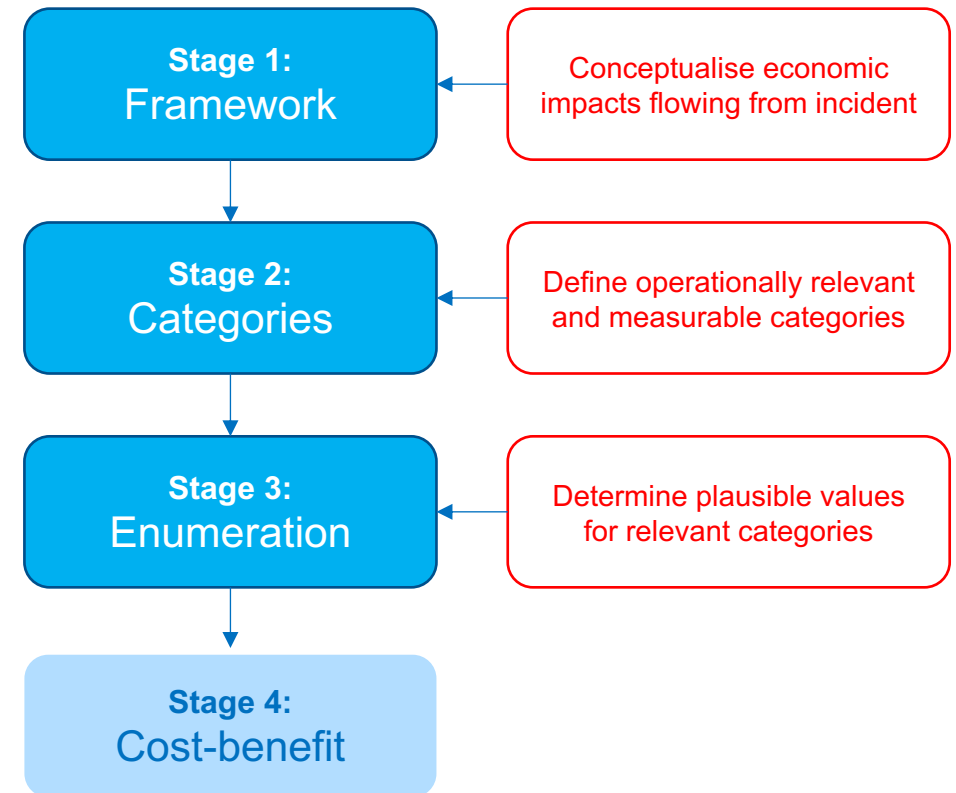 Stage 1:
Framework
Conceptualise economic
impacts flowing from incident
Stage 2:
Categories
Define operationally relevant
and measurable categories
Stage 3:
Enumeration
Determine plausible values
for relevant categories
Stage 4:
Cost-benefit